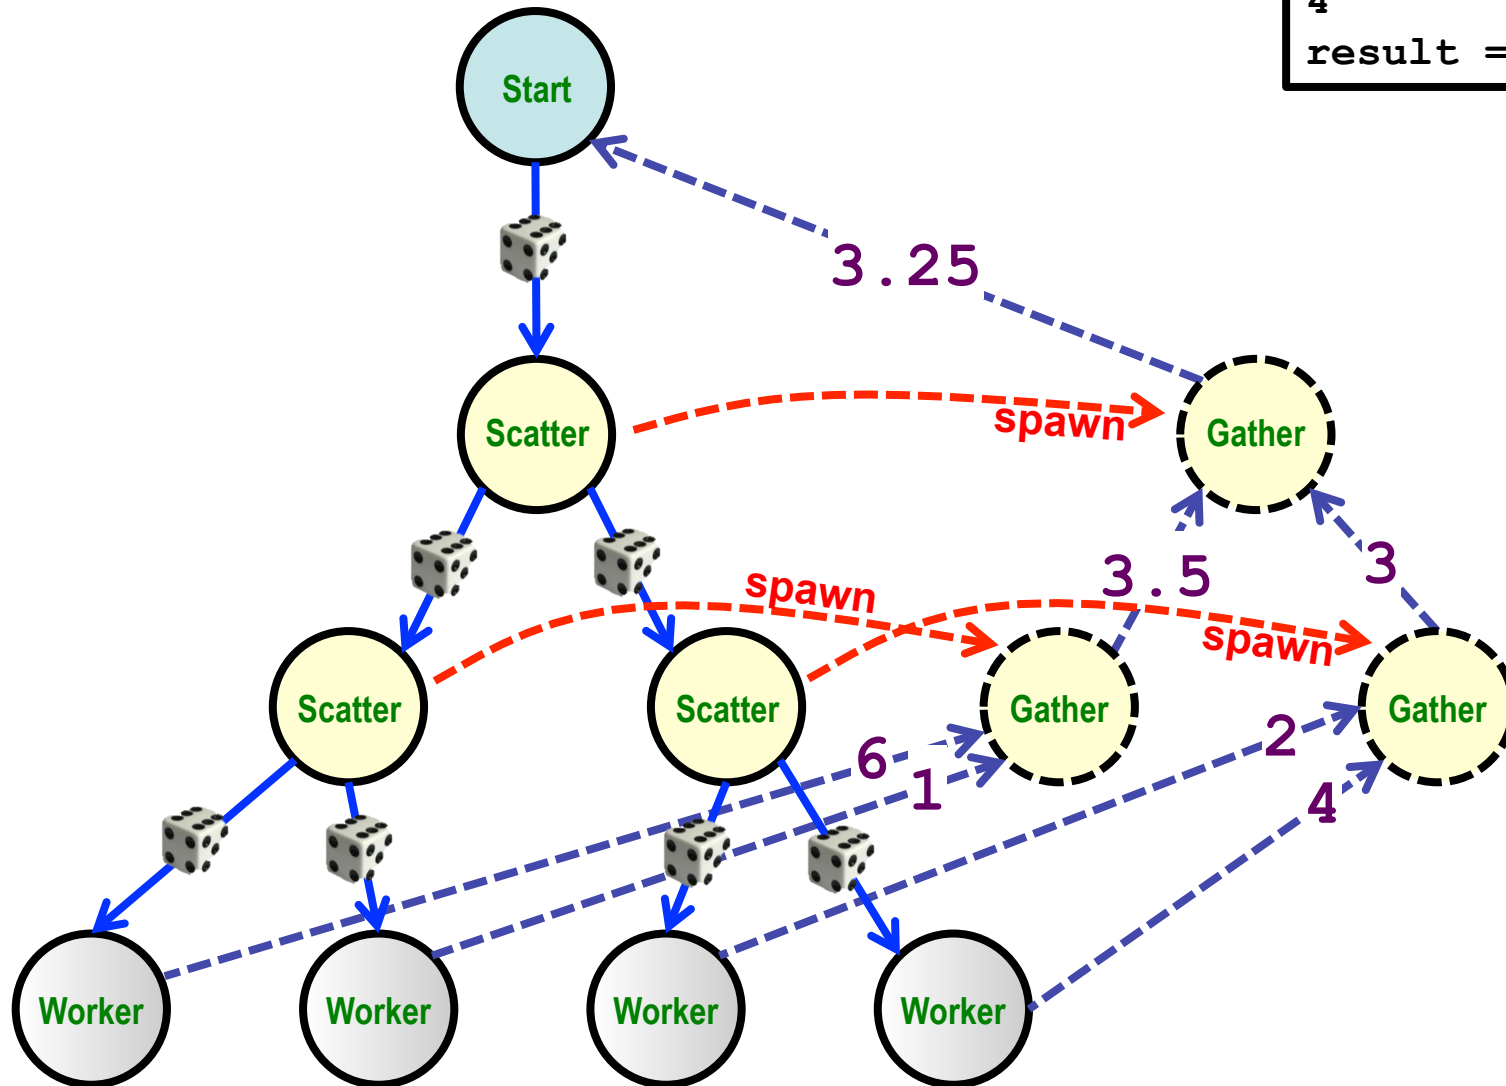 4
result =
Start
3.25
Scatter
spawn
Gather
3
3.5
spawn
spawn
Scatter
Scatter
Gather
Gather
6
2
1
4
Worker
Worker
Worker
Worker